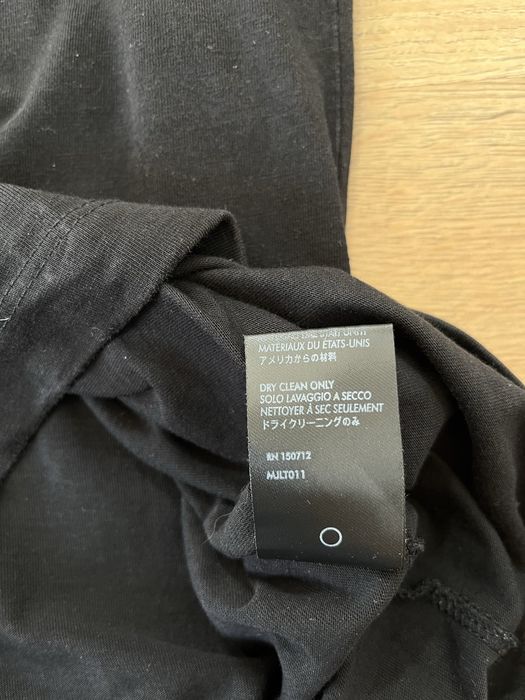 MATERIAUX DU ÉTATS-UNIS
アメリカからの材料
DRY CLEAN ONLY
SOLO LAVAGGIO A SECCO
NETTOYER À SEC SEULEMENT
ドライクリーニングのみ
RN 150712
MJLT011